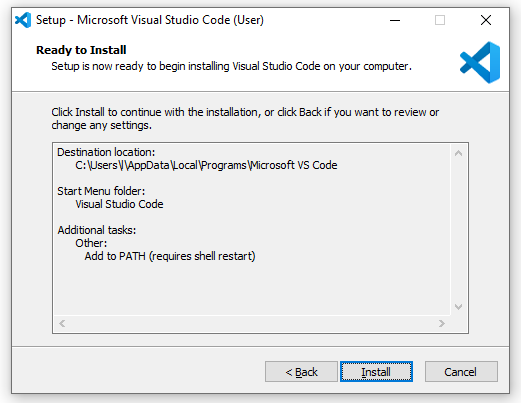 Setup - Microsoft Visual Studio Code (User)
Ready to Install
Setup is now ready to begin installing Visual Studio Code on your computer.
Click Install to continue with the installation, or click Back if you want to review or
change any settings.
Destination location:
C:\Users\l\AppData\Local\Programs\Microsoft VS Code
Start Menu folder:
Visual Studio Code
Additional tasks:
Other:
Add to PATH (requires shell restart)
< Back
Install
Cancel